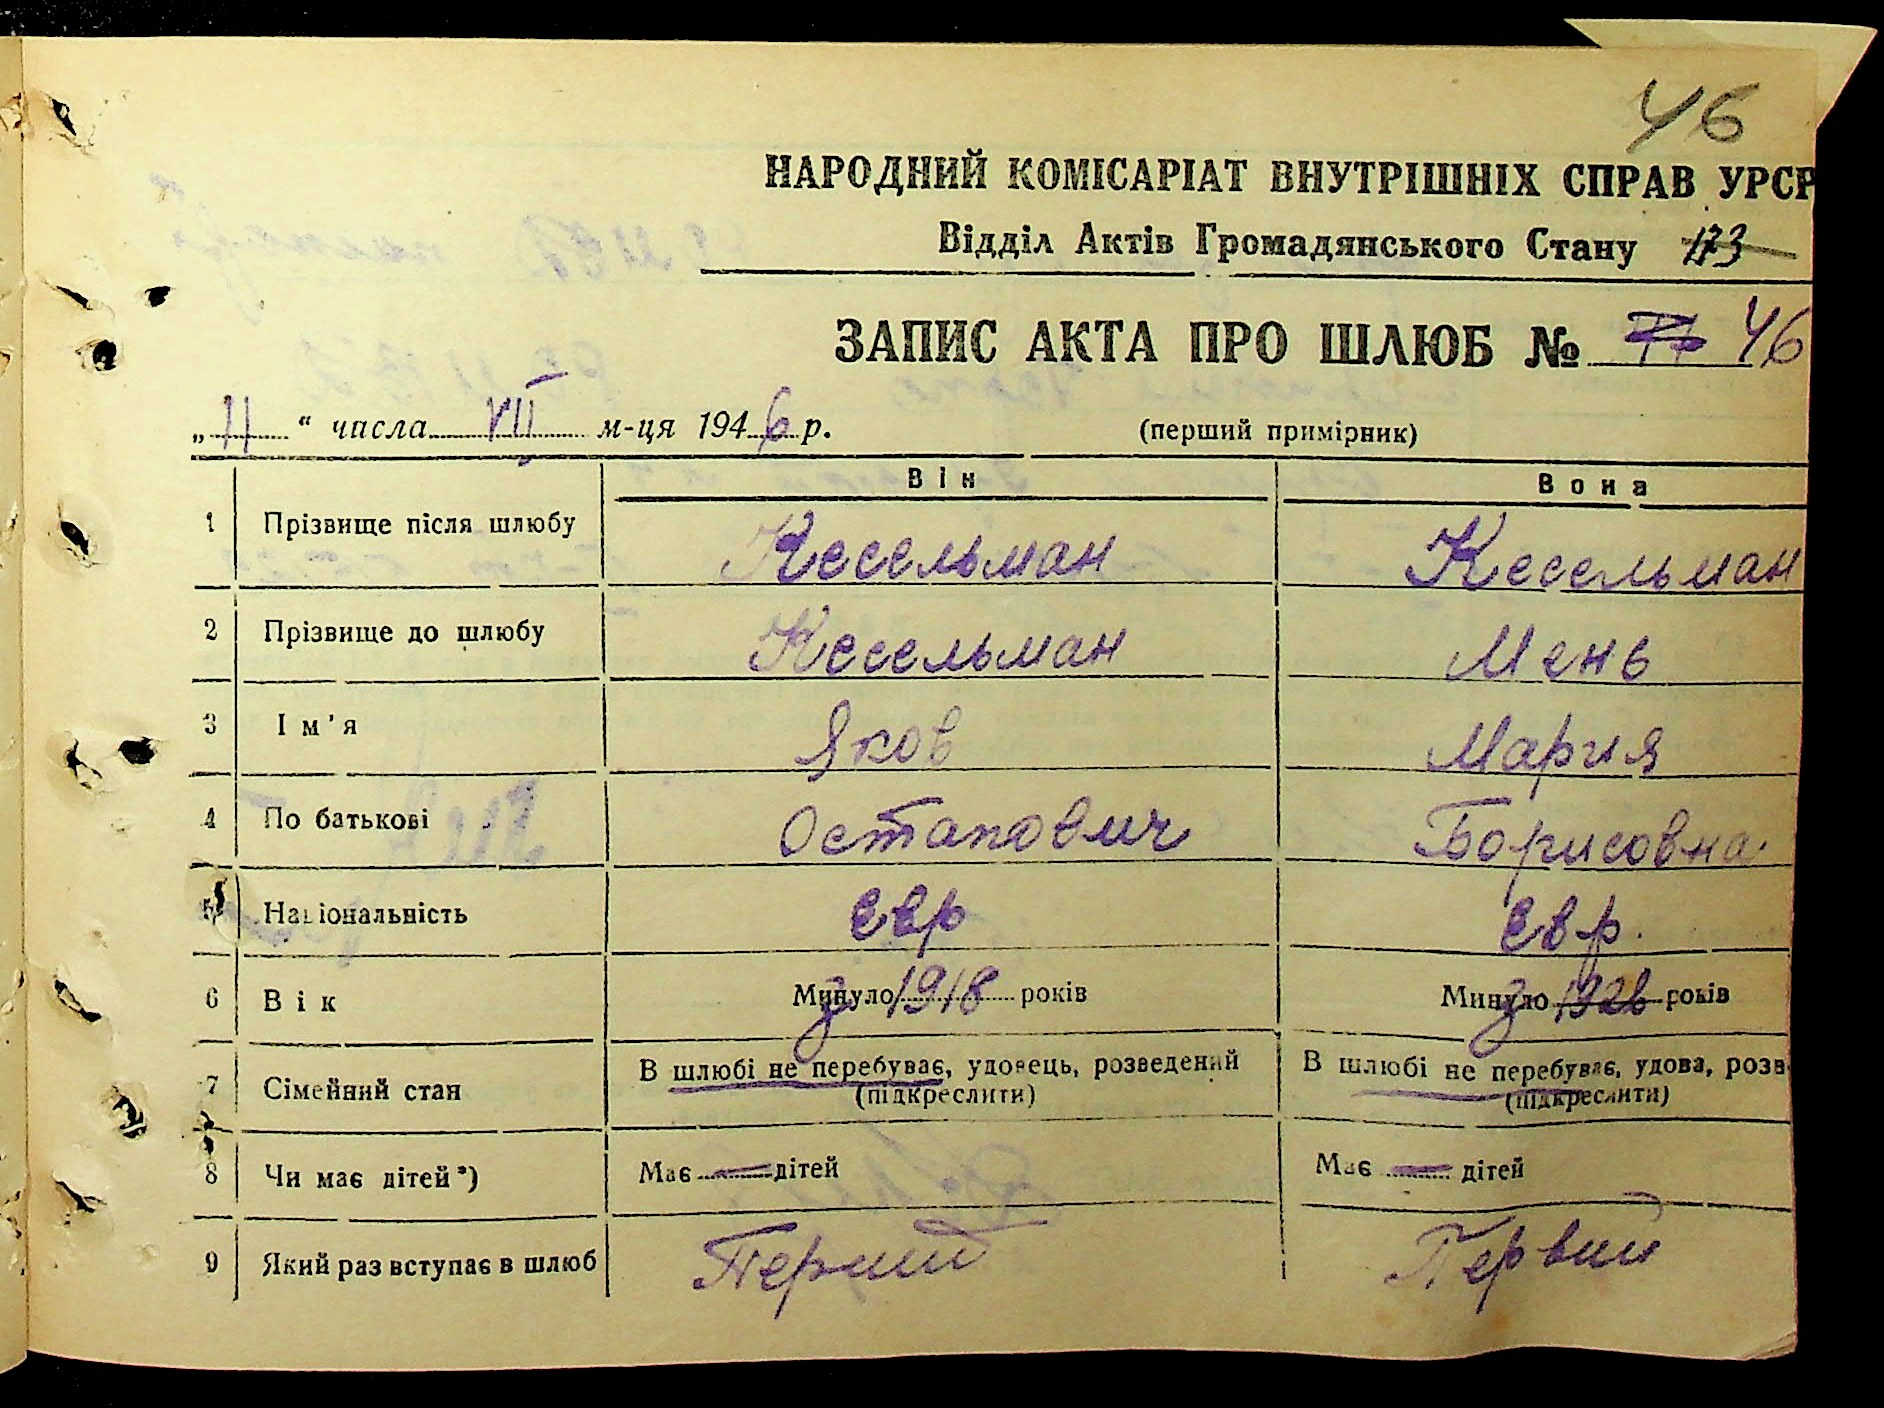 46
НАРОДНИЙ КОМІСАРІАТ ВНУТРІШНІХ СПРАВ УРСР
Відділ Актів Громадянського Стану 173
ЗАПИС АКТА ПРО ШЛЮБ № 46
„ 11 “ числа VII м-ця 1946 р. (перший примірник)
Він Вона
1 Прізвище після шлюбу Кесельман Кесельман
2 Прізвище до шлюбу Кесельман Мень
3 Ім'я Яков Мария
4 По батькові Остапович Борисовна
5 Національність євр євр.
6 Вік Минуло з 1918 років Минуло з 1926 років
7 Сімейний стан В шлюбі не перебуває, удовець, розведений В шлюбі не перебуває, удова, розв
(підкреслити) (підкреслити)
8 Чи має дітей*) Має — дітей Має — дітей
9 Який раз вступає в шлюб Перший Первий